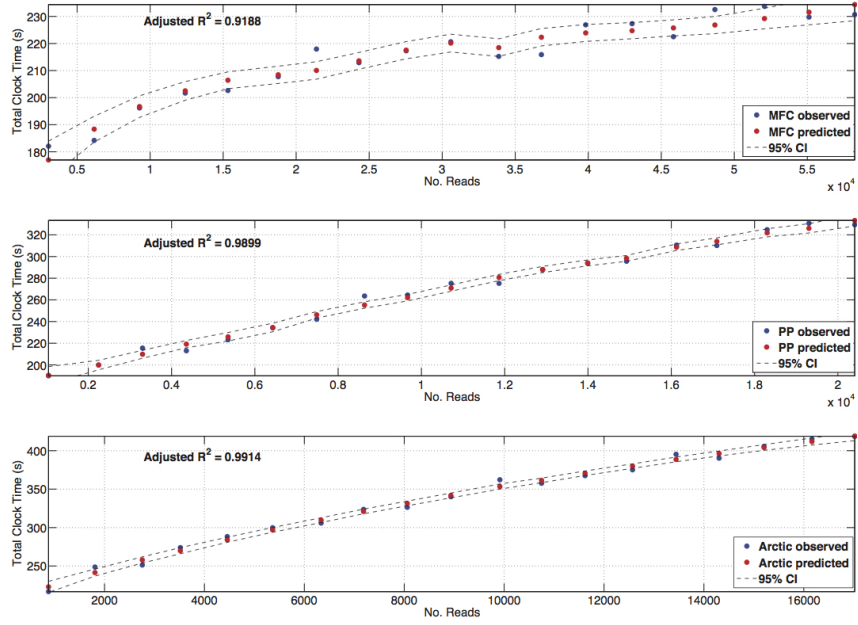 Adjusted R² = 0.9188
Total Clock Time (s)
230
220
210
200
190
180
MFC observed
MFC predicted
95% CI
0.5 1 1.5 2 2.5 3 3.5 4 4.5 5 5.5
No. Reads
x 10⁴
Adjusted R² = 0.9899
Total Clock Time (s)
320
300
280
260
240
220
200
PP observed
PP predicted
95% CI
0.2 0.4 0.6 0.8 1 1.2 1.4 1.6 1.8 2
No. Reads
x 10⁴
Adjusted R² = 0.9914
Total Clock Time (s)
400
350
300
250
Arctic observed
Arctic predicted
95% CI
2000 4000 6000 8000 10000 12000 14000 16000
No. Reads